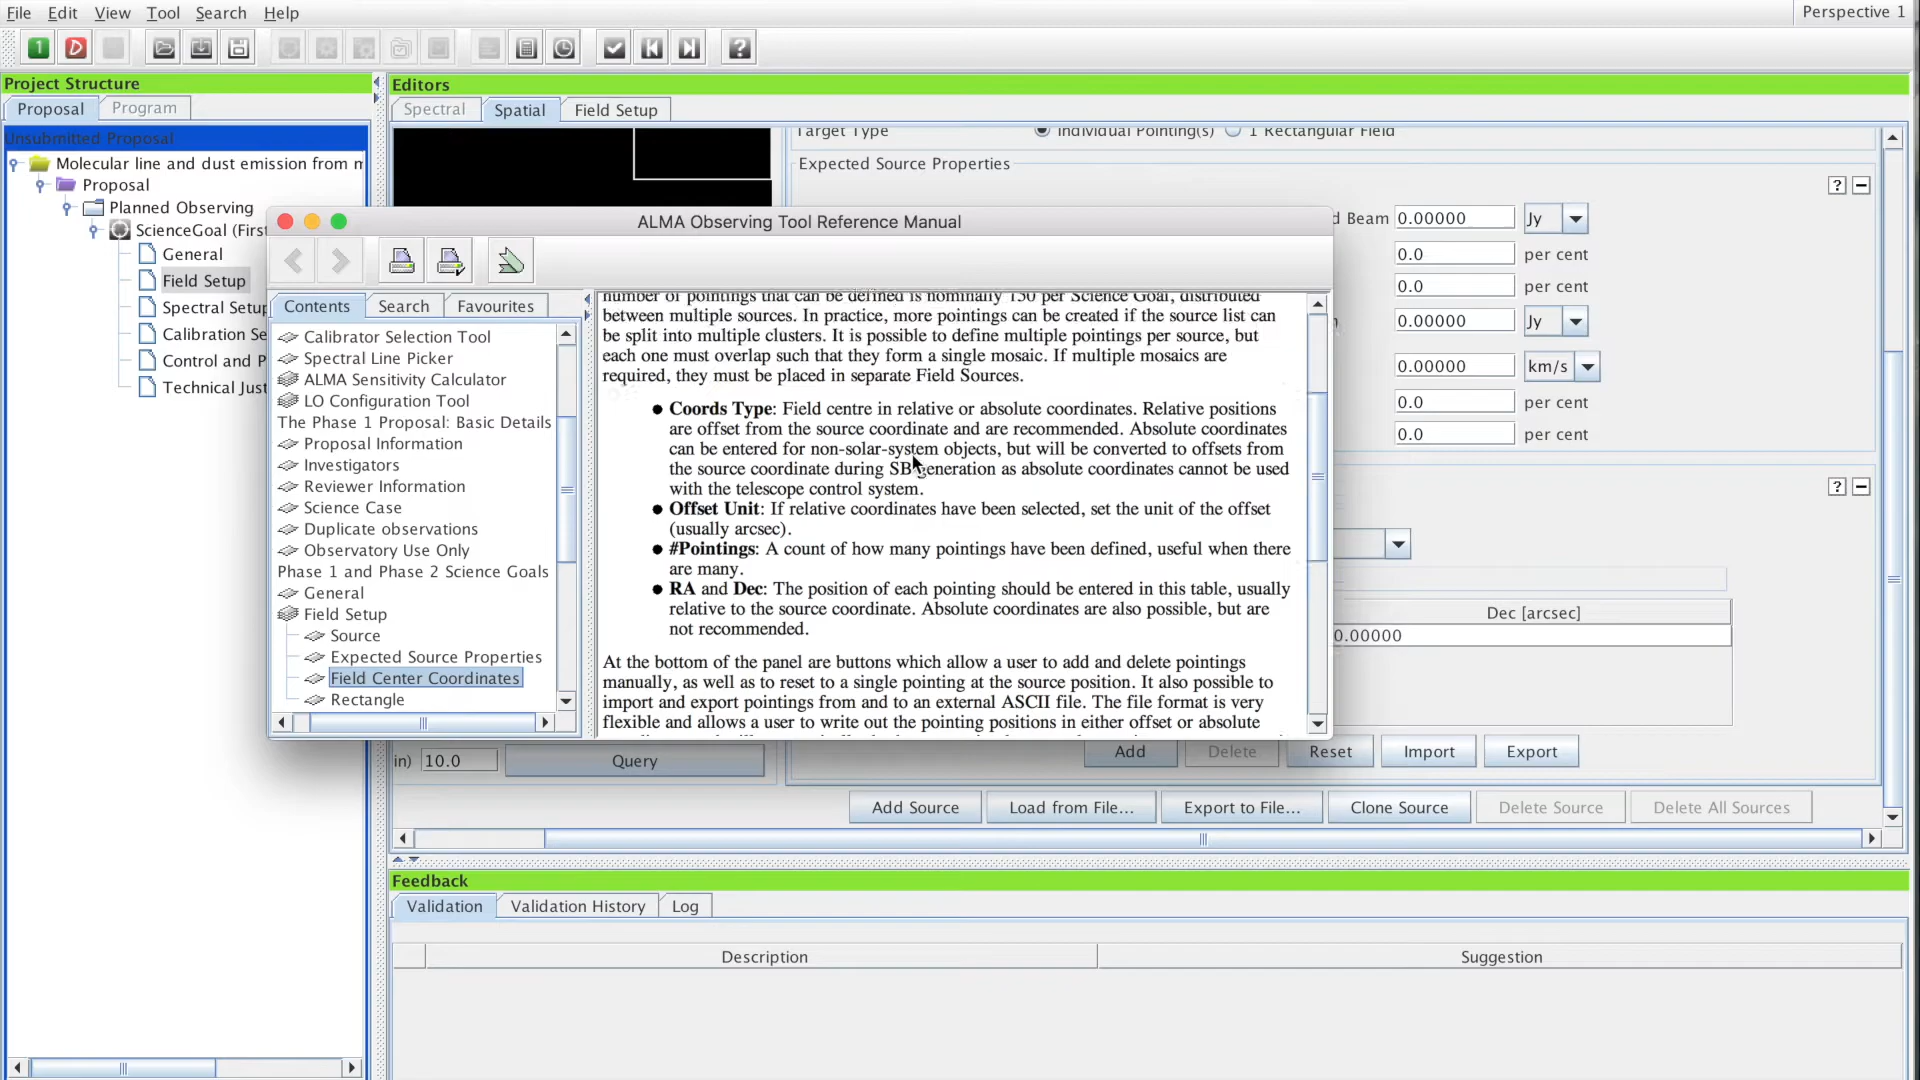 File Edit View Tool Search Help
Perspective 1
Project Structure
Proposal Program
Unsubmitted Proposal
Molecular line and dust emission from
Proposal
Planned Observing
ScienceGoal (First
General
Field Setup
Spectral Setup
Calibration Se
Control and P
Technical Just
Editors
Spectral Spatial Field Setup
Target Type Individual Pointing(s) 1 Rectangular Field
Expected Source Properties
? −
d Beam 0.00000 Jy
0.0 per cent
0.0 per cent
0.00000 Jy
0.00000 km/s
0.0 per cent
0.0 per cent
? −
Dec [arcsec]
0.00000
ALMA Observing Tool Reference Manual
Contents Search Favourites
Calibrator Selection Tool
Spectral Line Picker
ALMA Sensitivity Calculator
LO Configuration Tool
The Phase 1 Proposal: Basic Details
Proposal Information
Investigators
Reviewer Information
Science Case
Duplicate observations
Observatory Use Only
Phase 1 and Phase 2 Science Goals
General
Field Setup
Source
Expected Source Properties
Field Center Coordinates
Rectangle
number of pointings that can be defined is nominally 150 per Science Goal, distributed
between multiple sources. In practice, more pointings can be created if the source list can
be split into multiple clusters. It is possible to define multiple pointings per source, but
each one must overlap such that they form a single mosaic. If multiple mosaics are
required, they must be placed in separate Field Sources.
● Coords Type: Field centre in relative or absolute coordinates. Relative positions
are offset from the source coordinate and are recommended. Absolute coordinates
can be entered for non-solar-system objects, but will be converted to offsets from
the source coordinate during SB generation as absolute coordinates cannot be used
with the telescope control system.
● Offset Unit: If relative coordinates have been selected, set the unit of the offset
(usually arcsec).
● #Pointings: A count of how many pointings have been defined, useful when there
are many.
● RA and Dec: The position of each pointing should be entered in this table, usually
relative to the source coordinate. Absolute coordinates are also possible, but are
not recommended.
At the bottom of the panel are buttons which allow a user to add and delete pointings
manually, as well as to reset to a single pointing at the source position. It also possible to
import and export pointings from and to an external ASCII file. The file format is very
flexible and allows a user to write out the pointing positions in either offset or absolute
in) 10.0 Query
Add Delete Reset Import Export
Add Source Load from File... Export to File... Clone Source Delete Source Delete All Sources
Feedback
Validation Validation History Log
Description Suggestion